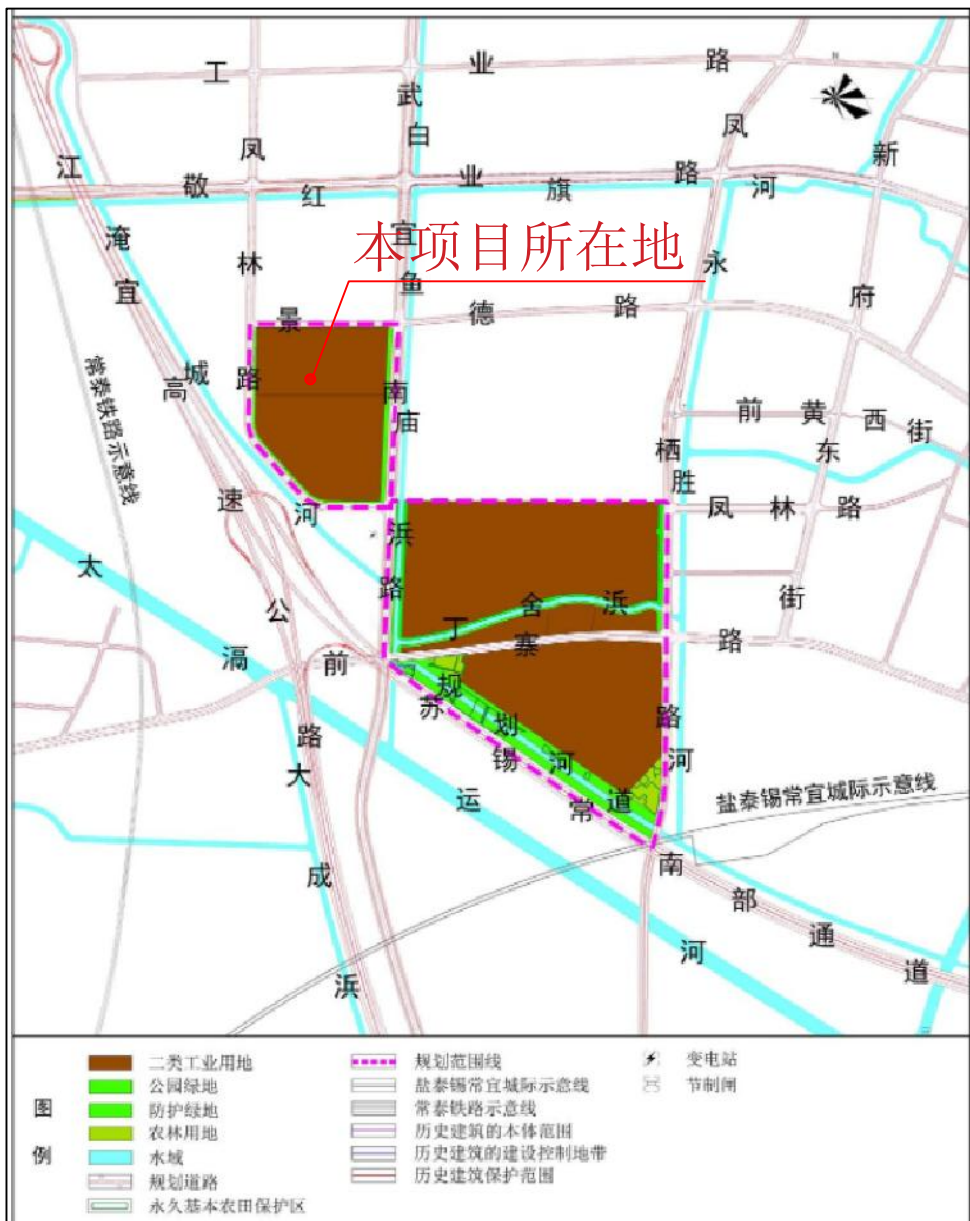 工业路
武宜南路
白鱼庙浜
凤林路
敬业路
红旗河
江宜高速公路
淹城河
凤栖路
永胜河
新府东街
本项目所在地
景德路
常泰铁路示意线
前黄西街
凤林路
丁舍浜
前寨路
规划河道
苏锡常南部通道
太滆运河
大成浜
盐泰锡常宜城际示意线
N
图例
二类工业用地
公园绿地
防护绿地
农林用地
水域
规划道路
永久基本农田保护区
规划范围线
盐泰锡常宜城际示意线
常泰铁路示意线
历史建筑的本体范围
历史建筑的建设控制地带
历史建筑保护范围
变电站
节制闸